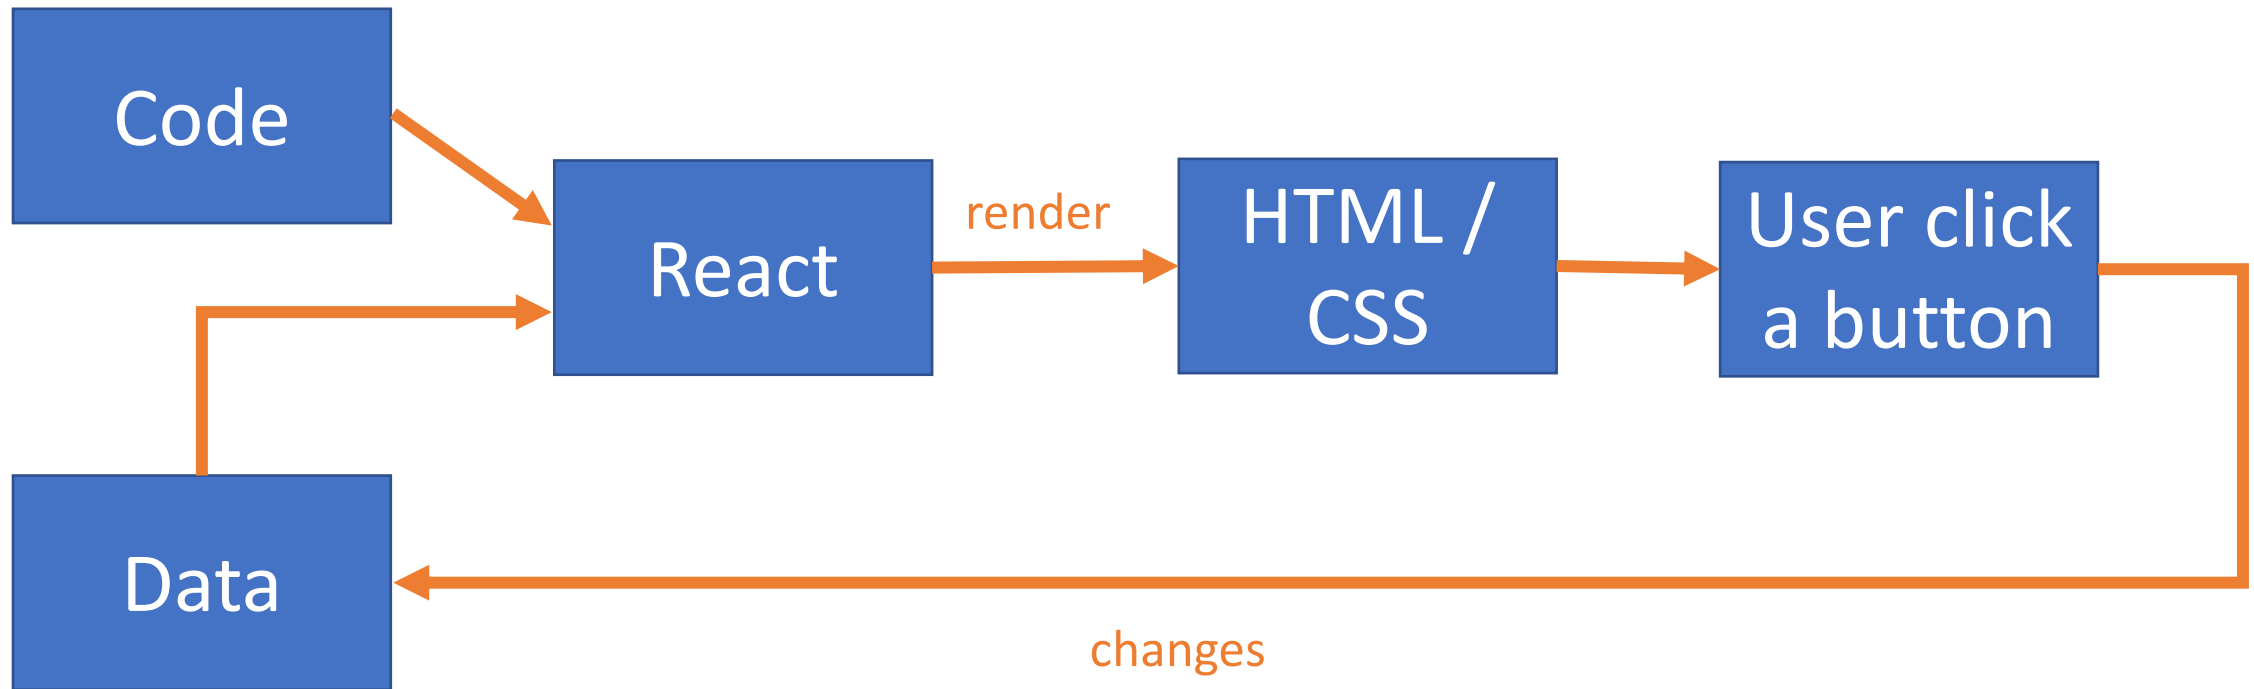 Code
React
render
HTML /
CSS
User click
a button
Data
changes